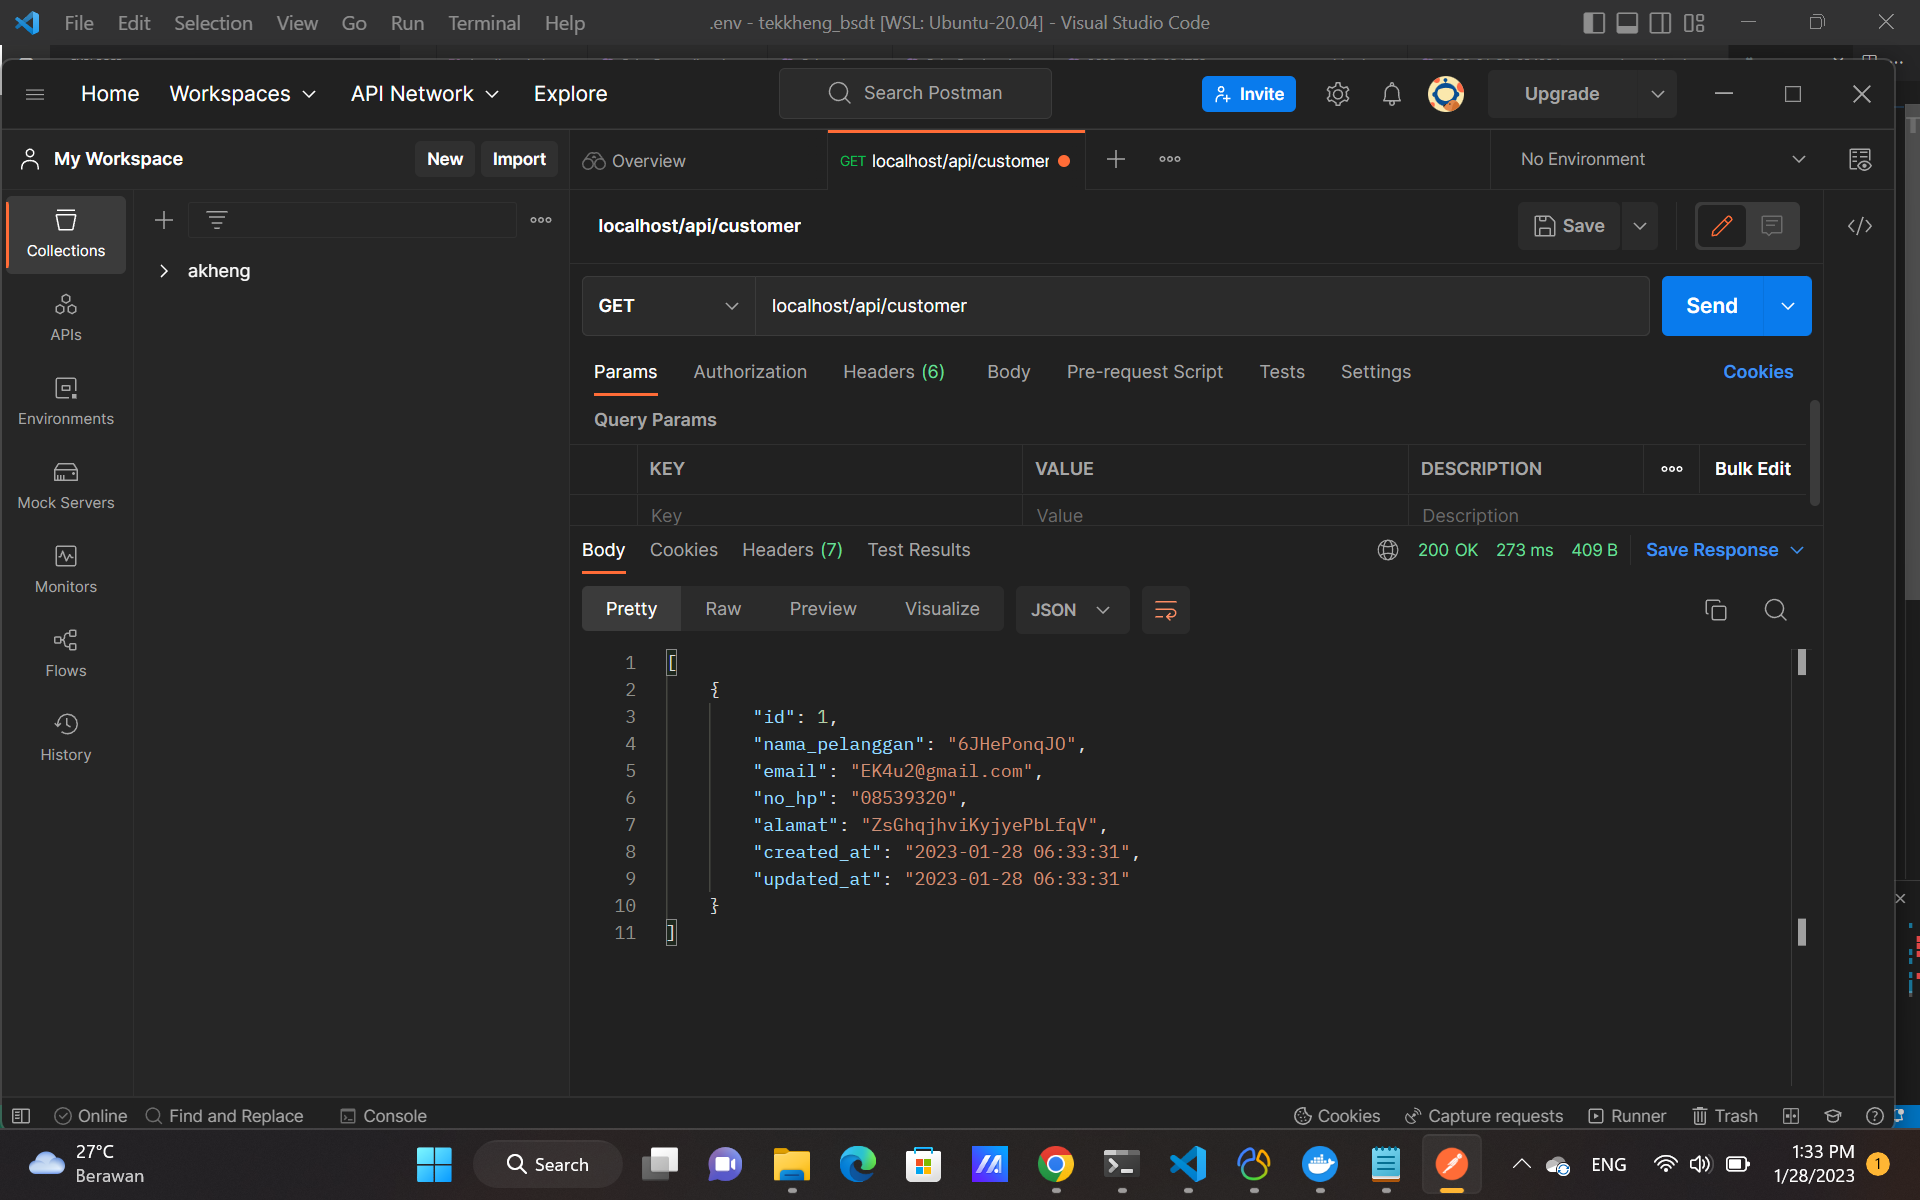 File Edit Selection View Go Run Terminal Help .env - tekkheng_bsdt [WSL: Ubuntu-20.04] - Visual Studio Code
Home Workspaces API Network Explore Search Postman Invite Upgrade
My Workspace New Import Overview GET localhost/api/customer No Environment
localhost/api/customer Save
Collections
akheng
GET localhost/api/customer Send
APIs
Params Authorization Headers (6) Body Pre-request Script Tests Settings Cookies
Environments
Query Params
KEY VALUE DESCRIPTION Bulk Edit
Mock Servers
Key Value Description
Body Cookies Headers (7) Test Results 200 OK 273 ms 409 B Save Response
Monitors
Pretty Raw Preview Visualize JSON
Flows
History
1 [
2 {
3 "id": 1,
4 "nama_pelanggan": "6JHePonqJO",
5 "email": "EK4u2@gmail.com",
6 "no_hp": "08539320",
7 "alamat": "ZsGhqjhviKyjyePbLfqV",
8 "created_at": "2023-01-28 06:33:31",
9 "updated_at": "2023-01-28 06:33:31"
10 }
11 ]
Online Find and Replace Console Cookies Capture requests Runner Trash
27°C
Berawan
Search
ENG
1:33 PM
1/28/2023
1